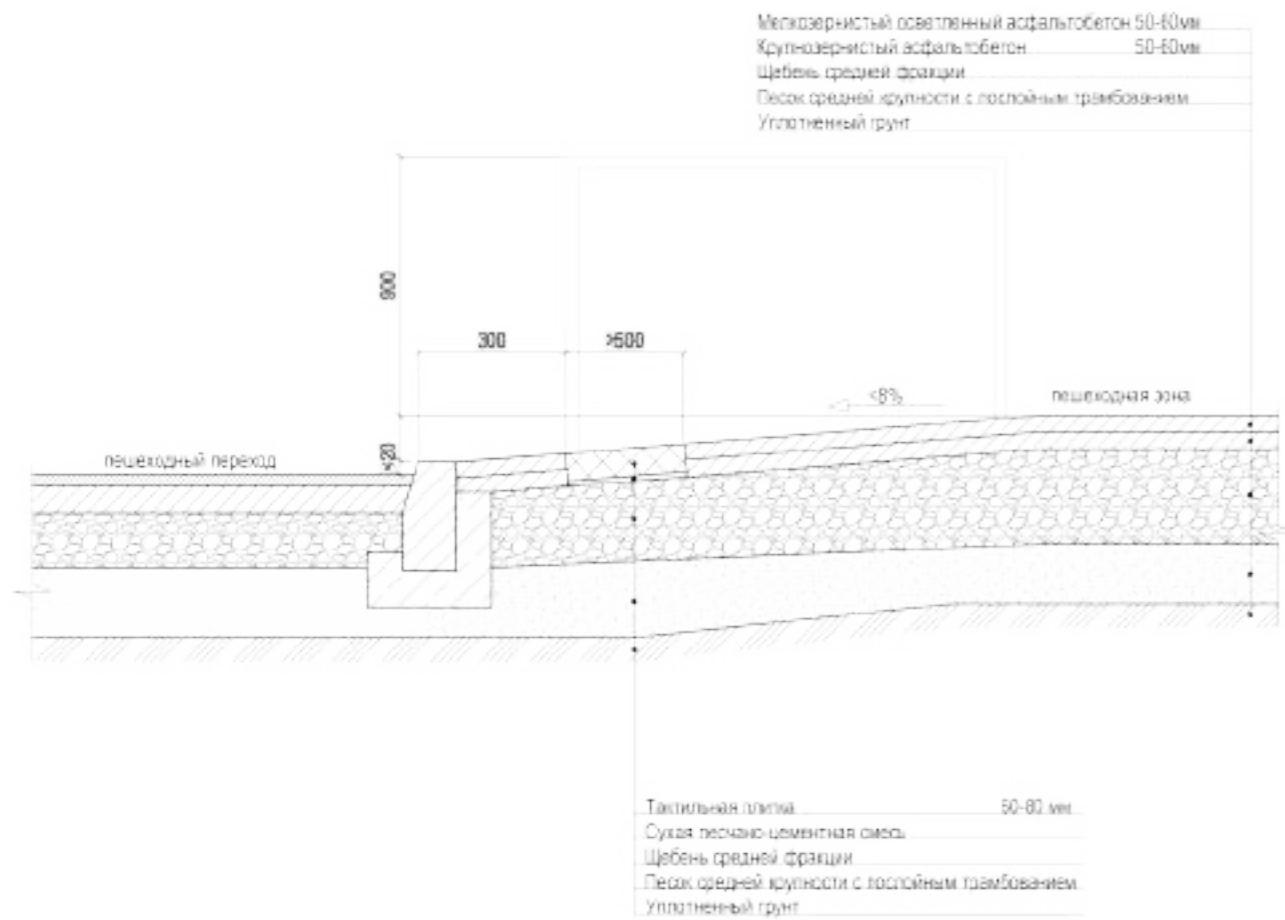 Мелкозернистый осветленный асфальтобетон 50-60мм
Крупнозернистый асфальтобетон 50-60мм
Щебень средней фракции
Песок средней крупности с послойным трамбованием
Уплотненный грунт
900
300
>500
<8%
пешеходная зона
<20
пешеходный переход
Тактильная плитка 60-80 мм
Сухая песчано-цементная смесь
Щебень средней фракции
Песок средней крупности с послойным трамбованием
Уплотненный грунт